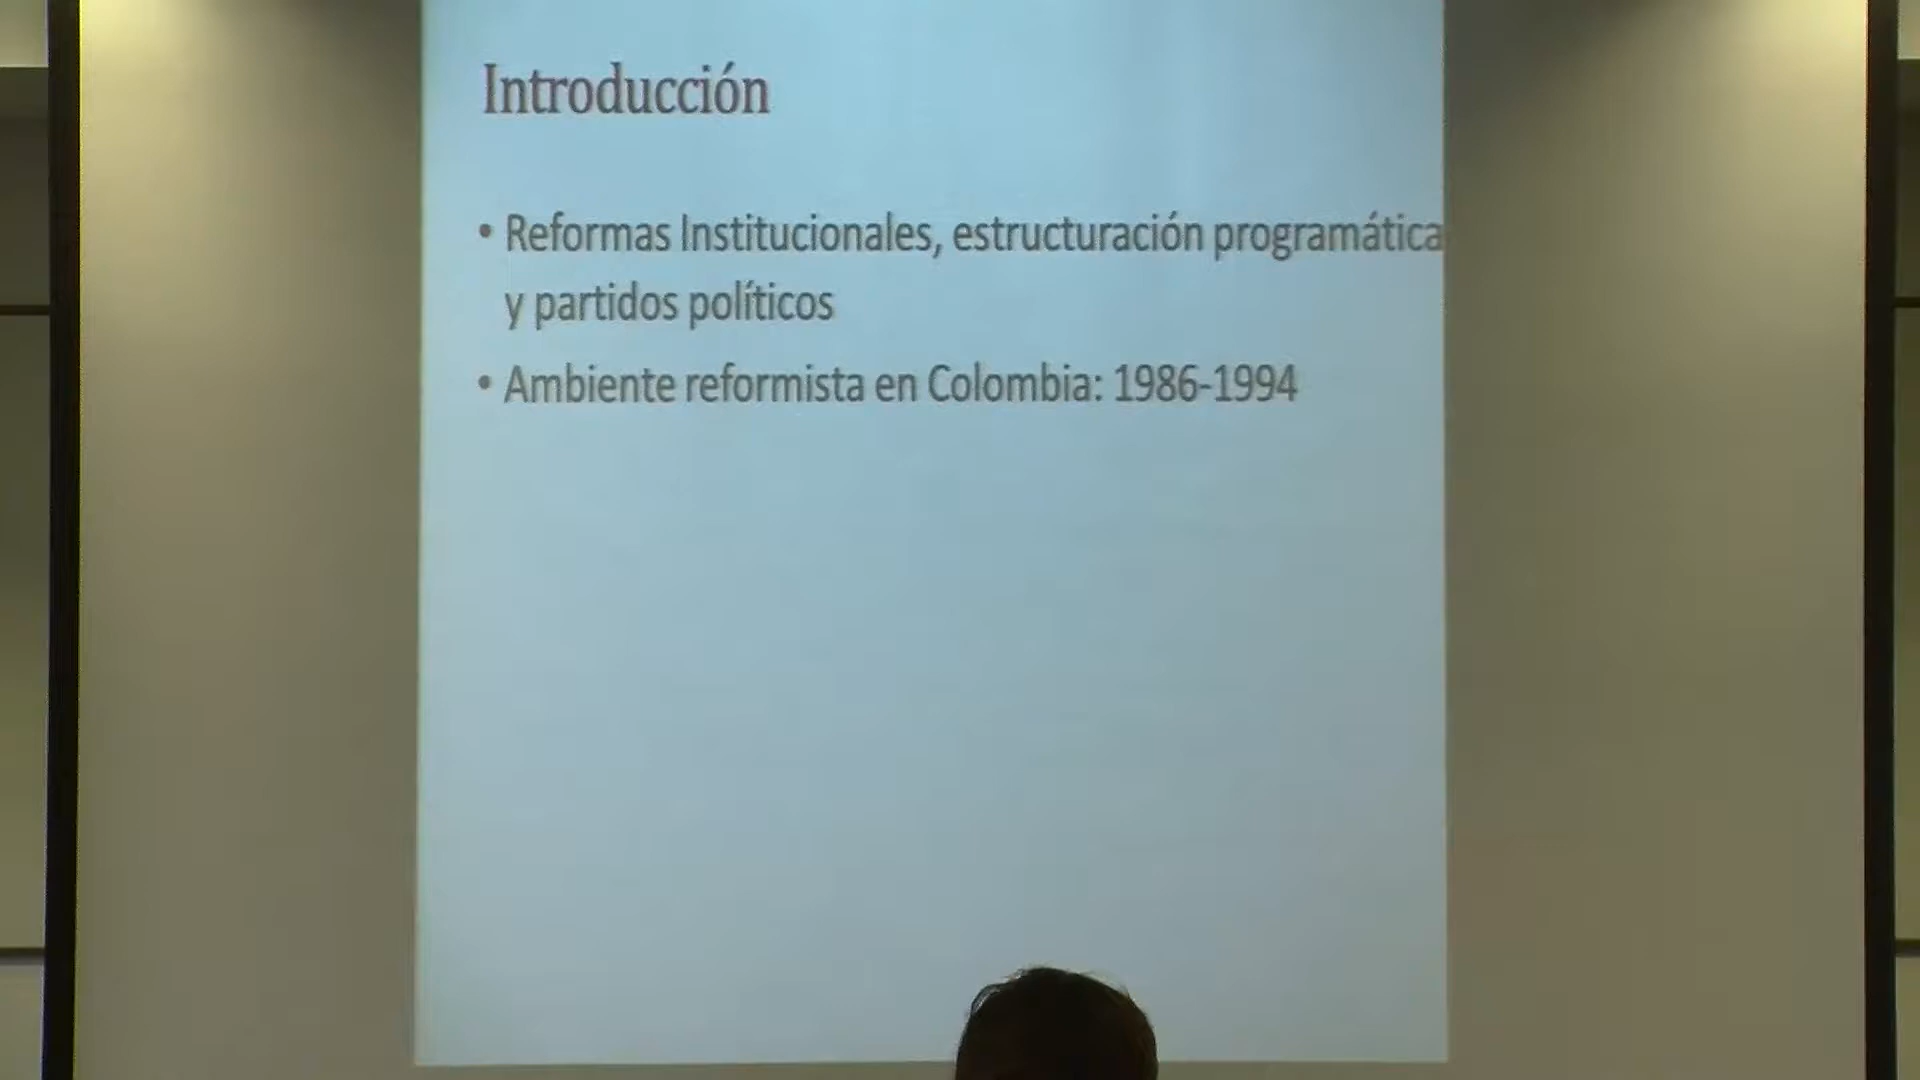 Introducción
• Reformas Institucionales, estructuración programática
y partidos políticos
• Ambiente reformista en Colombia: 1986-1994